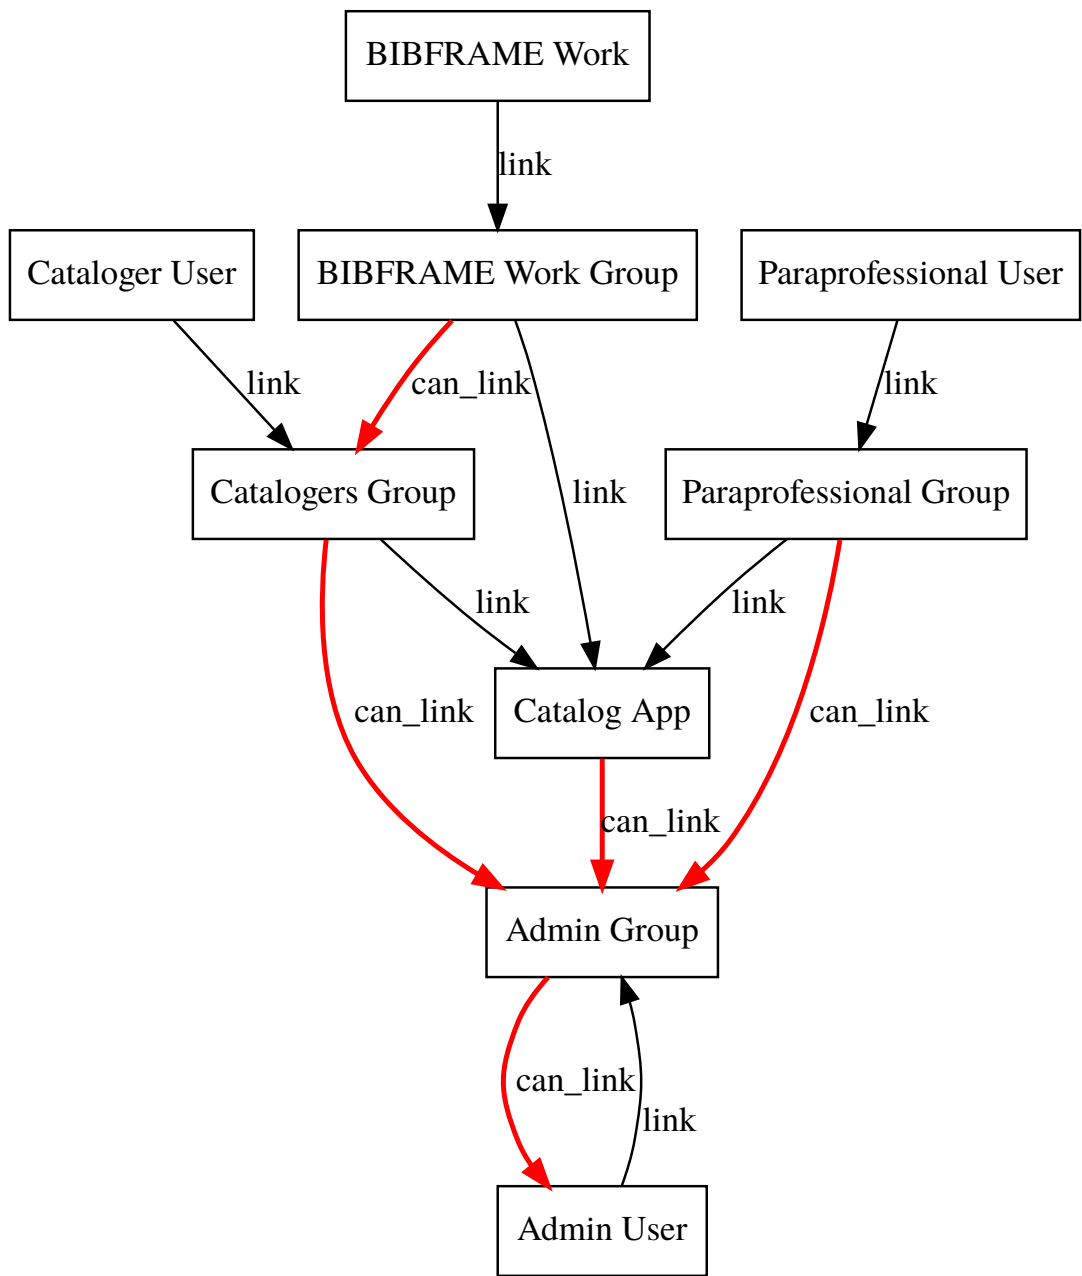 BIBFRAME Work
link
Cataloger User
BIBFRAME Work Group
Paraprofessional User
link
can_link
link
Catalogers Group
link
Paraprofessional Group
link
link
can_link
Catalog App
can_link
can_link
Admin Group
can_link
link
Admin User